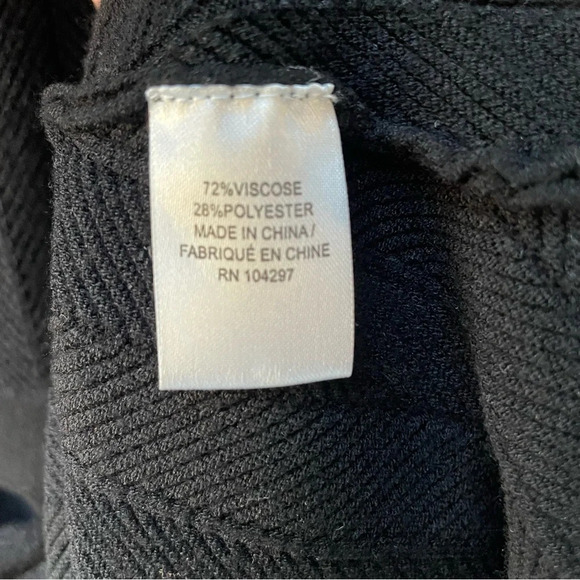 72%VISCOSE
28%POLYESTER
MADE IN CHINA/
FABRIQUÉ EN CHINE
RN 104297